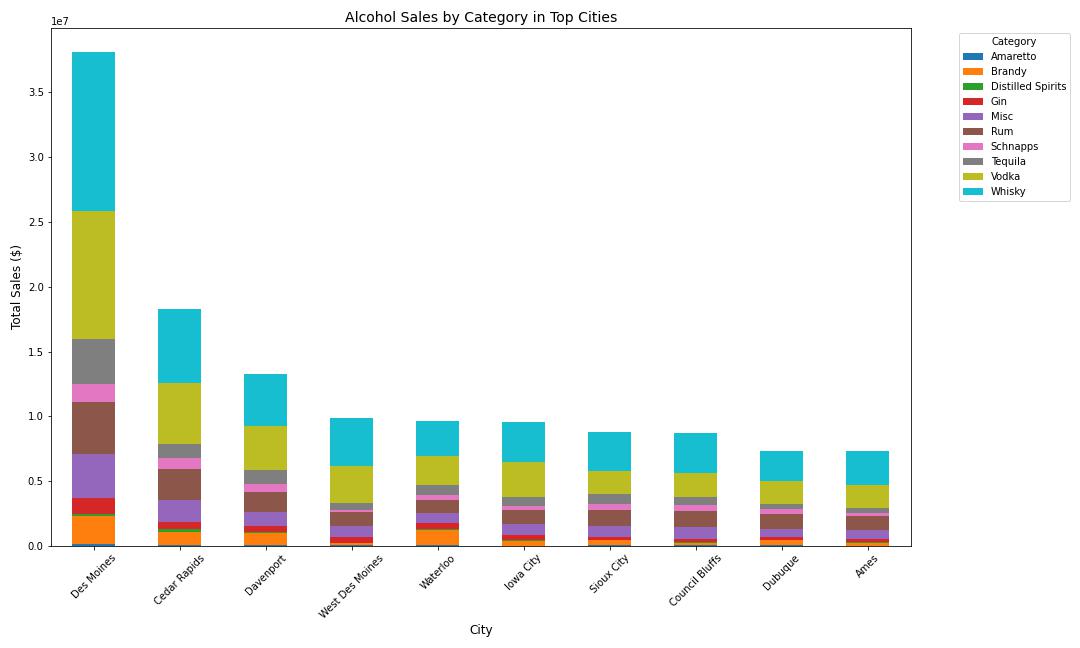 Alcohol Sales by Category in Top Cities
1e7
3.5
3.0
2.5
2.0
1.5
1.0
0.5
0.0
Total Sales ($)
Des Moines
Cedar Rapids
Davenport
West Des Moines
Waterloo
Iowa City
Sioux City
Council Bluffs
Dubuque
Ames
City
Category
Amaretto
Brandy
Distilled Spirits
Gin
Misc
Rum
Schnapps
Tequila
Vodka
Whisky